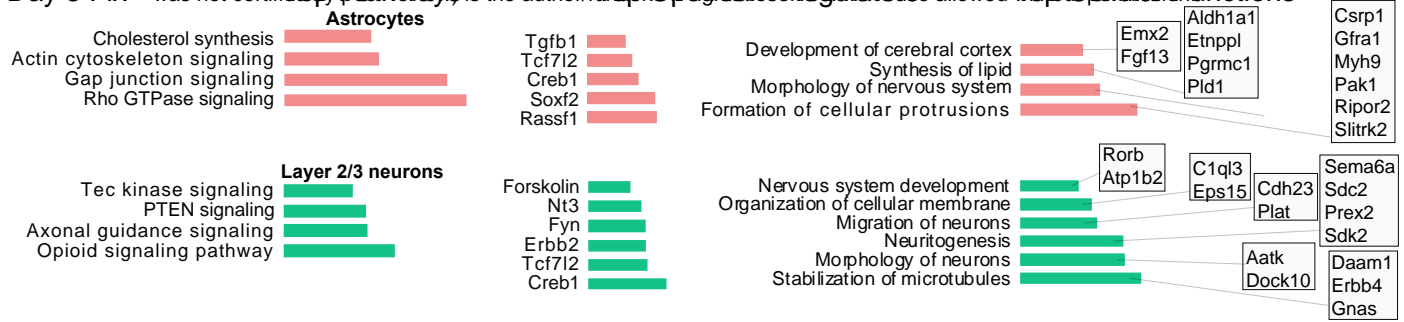 Astrocytes
Cholesterol synthesis
Actin cytoskeleton signaling
Gap junction signaling
Rho GTPase signaling
Tgfb1
Tcf7l2
Creb1
Soxf2
Rassf1
Development of cerebral cortex
Synthesis of lipid
Morphology of nervous system
Formation of cellular protrusions
Emx2
Fgf13
Aldh1a1
Etnppl
Pgrmc1
Pld1
Csrp1
Gfra1
Myh9
Pak1
Ripor2
Slitrk2
Layer 2/3 neurons
Tec kinase signaling
PTEN signaling
Axonal guidance signaling
Opioid signaling pathway
Forskolin
Nt3
Fyn
Erbb2
Tcf7l2
Creb1
Nervous system development
Organization of cellular membrane
Migration of neurons
Neuritogenesis
Morphology of neurons
Stabilization of microtubules
Rorb
Atp1b2
C1ql3
Eps15
Cdh23
Plat
Sema6a
Sdc2
Prex2
Sdk2
Aatk
Dock10
Daam1
Erbb4
Gnas